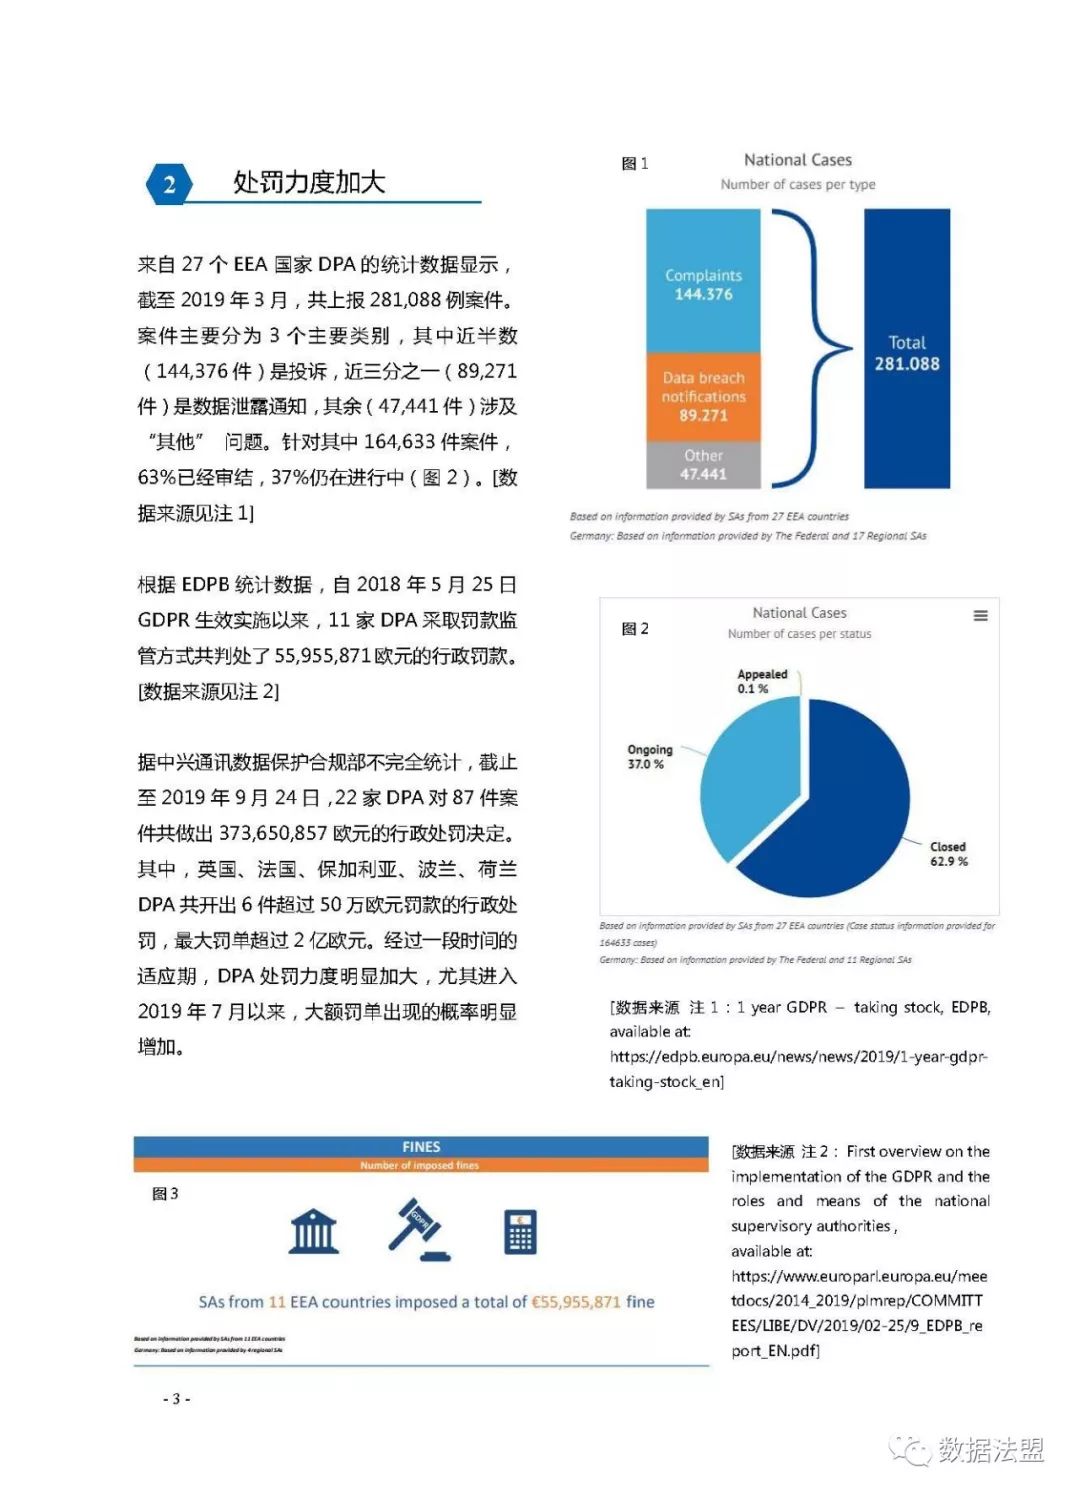 2 处罚力度加大
来自 27 个 EEA 国家 DPA 的统计数据显示，
截至 2019 年 3 月，共上报 281,088 例案件。
案件主要分为 3 个主要类别，其中近半数
（144,376 件）是投诉，近三分之一（89,271
件）是数据泄露通知，其余（47,441 件）涉及
“其他” 问题。针对其中 164,633 件案件，
63%已经审结，37%仍在进行中（图 2）。[数
据来源见注 1]
根据 EDPB 统计数据，自 2018 年 5 月 25 日
GDPR 生效实施以来，11 家 DPA 采取罚款监
管方式共判处了 55,955,871 欧元的行政罚款。
[数据来源见注 2]
据中兴通讯数据保护合规部不完全统计，截止
至 2019 年 9 月 24 日,22 家 DPA 对 87 件案
件共做出 373,650,857 欧元的行政处罚决定。
其中，英国、法国、保加利亚、波兰、荷兰
DPA 共开出 6 件超过 50 万欧元罚款的行政处
罚，最大罚单超过 2 亿欧元。经过一段时间的
适应期，DPA 处罚力度明显加大，尤其进入
2019 年 7 月以来，大额罚单出现的概率明显
增加。
图 1
National Cases
Number of cases per type
Complaints
144.376
Data breach
notifications
89.271
Other
47.441
Total
281.088
Based on information provided by SAs from 27 EEA countries
Germany: Based on information provided by The Federal and 17 Regional SAs
图 2
National Cases
Number of cases per status
Appealed
0.1 %
Ongoing
37.0 %
Closed
62.9 %
Based on information provided by SAs from 27 EEA countries (Case status information provided for
164633 cases)
Germany: Based on information provided by The Federal and 11 Regional SAs
[数据来源 注 1：1 year GDPR – taking stock, EDPB,
available at:
https://edpb.europa.eu/news/news/2019/1-year-gdpr-
taking-stock_en]
FINES
Number of imposed fines
图 3
GDPR
€
SAs from 11 EEA countries imposed a total of €55,955,871 fine
Based on information provided by SAs from 11 EEA countries
Germany: Based on information provided by 4 regional SAs
[数据来源 注 2：First overview on the
implementation of the GDPR and the
roles and means of the national
supervisory authorities,
available at:
https://www.europarl.europa.eu/mee
tdocs/2014_2019/plmrep/COMMITT
EES/LIBE/DV/2019/02-25/9_EDPB_re
port_EN.pdf]
- 3 -
数据法盟